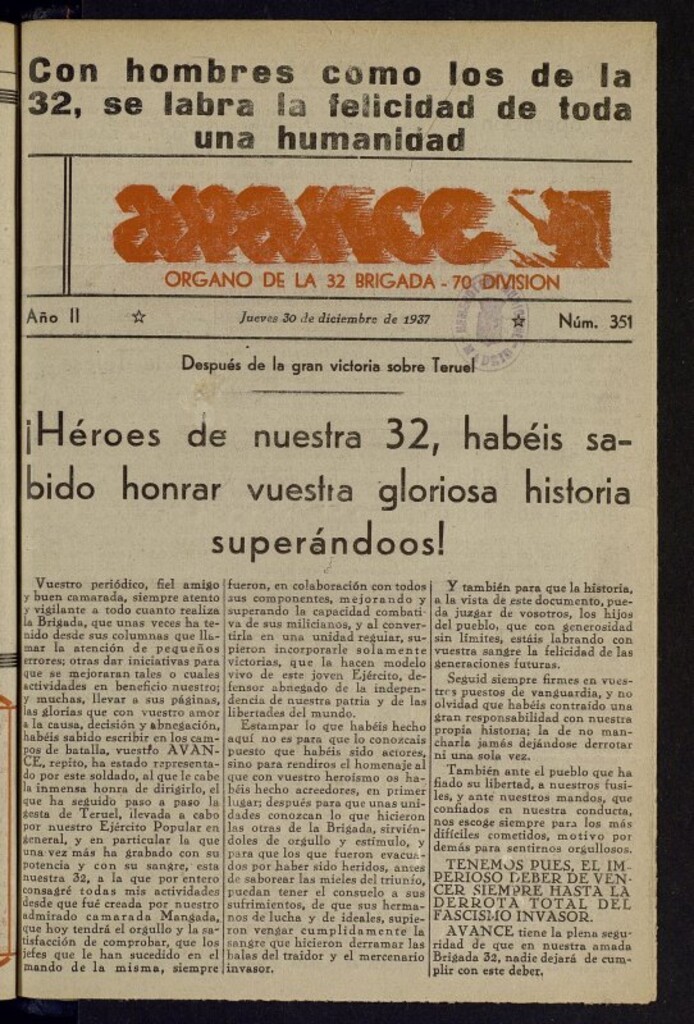 Con hombres como los de la
32, se labra la felicidad de toda
una humanidad
avance
ORGANO DE LA 32 BRIGADA - 70 DIVISION
Año II ☆ Jueves 30 de diciembre de 1937 ☆ Núm. 351
Después de la gran victoria sobre Teruel
¡Héroes de nuestra 32, habéis sa-
bido honrar vuestra gloriosa historia
superándoos!
Vuestro periódico, fiel amigo
y buen camarada, siempre atento
y vigilante a todo cuanto realiza
la Brigada, que unas veces ha te-
nido desde sus columnas que lla-
mar la atención de pequeños
errores; otras dar iniciativas para
que se mejoraran tales o cuales
actividades en beneficio nuestro;
y muchas, llevar a sus páginas,
las glorias que con vuestro amor
a la causa, decisión y abnegación,
habéis sabido escribir en los cam-
pos de batalla, vuestro AVAN-
CE, repito, ha estado representa-
do por este soldado, al que le cabe
la inmensa honra de dirigirlo, el
que ha seguido paso a paso la
gesta de Teruel, llevada a cabo
por nuestro Ejército Popular en
general, y en particular la que
una vez más ha grabado con su
potencia y con su sangre, esta
nuestra 32, a la que por entero
consagré todas mis actividades
desde que fué creada por nuestro
admirado camarada Mangada,
que hoy tendrá el orgullo y la sa-
tisfacción de comprobar, que los
jefes que le han sucedido en el
mando de la misma, siempre
fueron, en colaboración con todos
sus componentes, mejorando y
superando la capacidad combati-
va de sus milicianos, y al conver-
tirla en una unidad regular, su-
pieron incorporarle solamente
victorias, que la hacen modelo
vivo de este joven Ejército, de-
fensor abnegado de la indepen-
dencia de nuestra patria y de las
libertades del mundo.
Estampar lo que habéis hecho
aquí no es para que lo conozcais
puesto que habéis sido actores,
sino para rendiros el homenaje al
que con vuestro heroísmo os ha-
béis hecho acreedores, en primer
lugar; después para que unas uni-
dades conozcan lo que hicieron
las otras de la Brigada, sirvién-
doles de orgullo y estímulo, y
para que los que fueron evacua-
dos por haber sido heridos, antes
de saborear las mieles del triunfo,
puedan tener el consuelo a sus
sufrimientos, de que sus herma-
nos de lucha y de ideales, supie-
ron vengar cumplidamente la
sangre que hicieron derramar las
balas del traidor y el mercenario
invasor.
Y también para que la historia,
a la vista de este documento, pue-
da juzgar de vosotros, los hijos
del pueblo, que con generosidad
sin límites, estáis labrando con
vuestra sangre la felicidad de las
generaciones futuras.
Seguid siempre firmes en vues-
tros puestos de vanguardia, y no
olvidad que habéis contraído una
gran responsabilidad con nuestra
propia historia; la de no man-
charla jamás dejándose derrotar
ni una sola vez.
También ante el pueblo que ha
fiado su libertad, a nuestros fusi-
les, y ante nuestros mandos, que
confiados en nuestra conducta,
nos escoge siempre para los más
difíciles cometidos, motivo por
demás para sentirnos orgullosos.
TENEMOS PUES, EL IM-
PERIOSO DEBER DE VEN-
CER SIEMPRE HASTA LA
DERROTA TOTAL DEL
FASCISMO INVASOR.
AVANCE tiene la plena segu-
ridad de que en nuestra amada
Brigada 32, nadie dejará de cum-
plir con este deber.